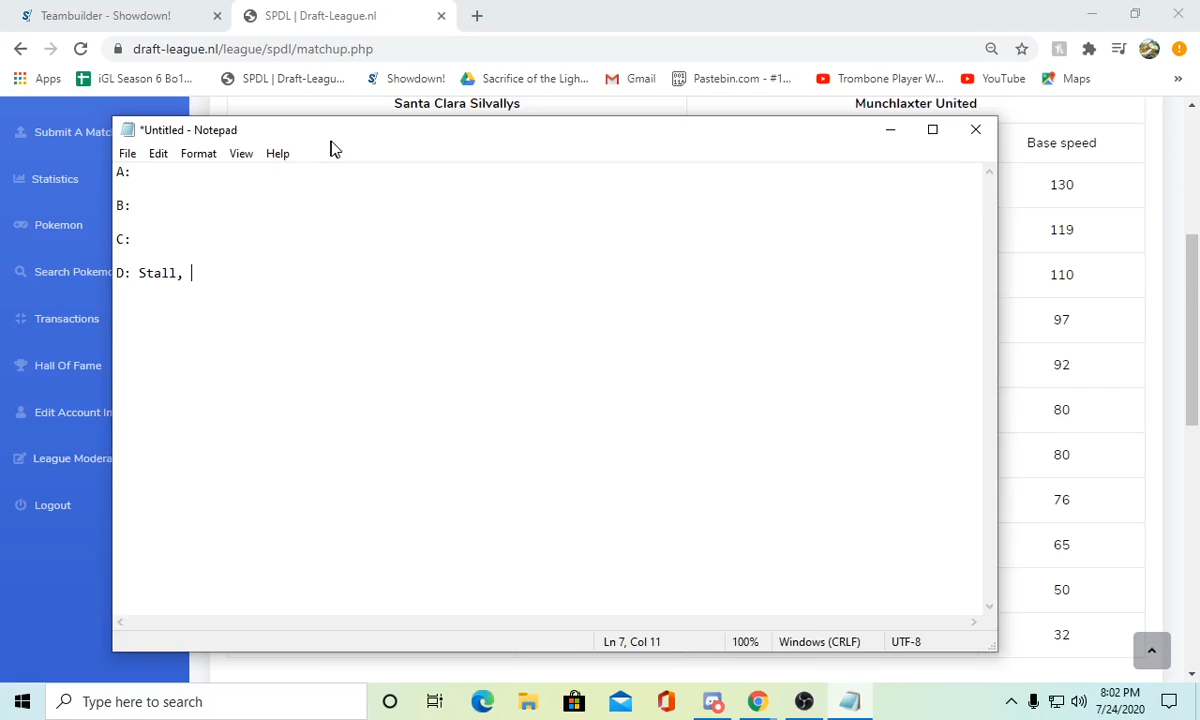 Teambuilder - Showdown!
SPDL | Draft-League.nl
draft-league.nl/league/spdl/matchup.php
Apps
iGL Season 6 Bo1...
SPDL | Draft-Leagu...
Showdown!
Sacrifice of the Ligh...
Gmail
Pastebin.com - #1...
Trombone Player W...
YouTube
Maps
»
Santa Clara Silvallys
Munchlaxter United
Submit A Matc
Statistics
Pokemon
Search Pokemo
Transactions
Hall Of Fame
Edit Account In
League Modera
Logout
*Untitled - Notepad
File Edit Format View Help
A:
B:
C:
D: Stall,
Ln 7, Col 11
100%
Windows (CRLF)
UTF-8
Base speed
130
119
110
97
92
80
80
76
65
50
32
Type here to search
8:02 PM
7/24/2020